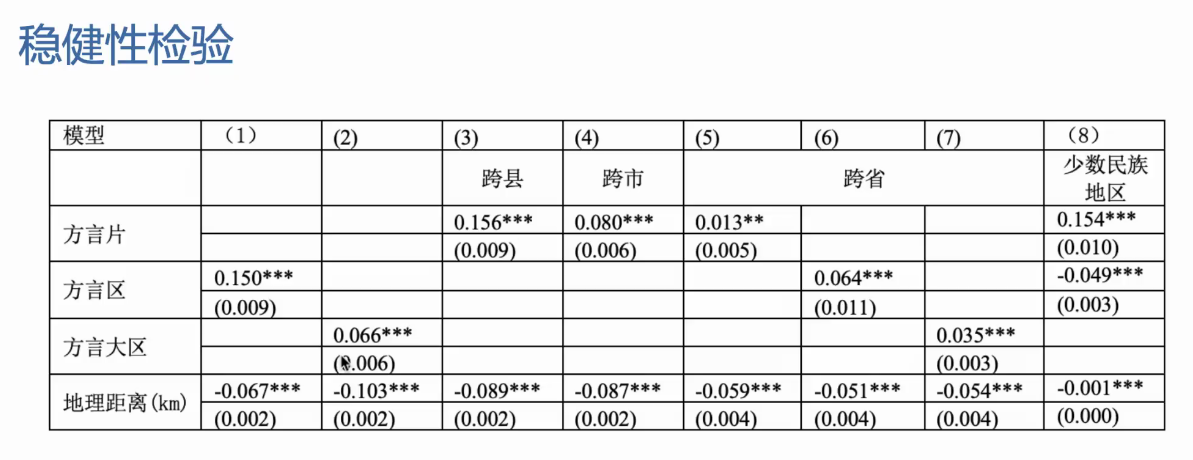 稳健性检验
模型 （1） (2) (3) (4) (5) (6) (7) （8）
跨县 跨市 跨省 少数民族
地区
方言片 0.156*** 0.080*** 0.013** 0.154***
(0.009) (0.006) (0.005) (0.010)
方言区 0.150*** 0.064*** -0.049***
(0.009) (0.011) (0.003)
方言大区 0.066*** 0.035***
(0.006) (0.003)
地理距离(km) -0.067*** -0.103*** -0.089*** -0.087*** -0.059*** -0.051*** -0.054*** -0.001***
(0.002) (0.002) (0.002) (0.002) (0.004) (0.004) (0.004) (0.000)